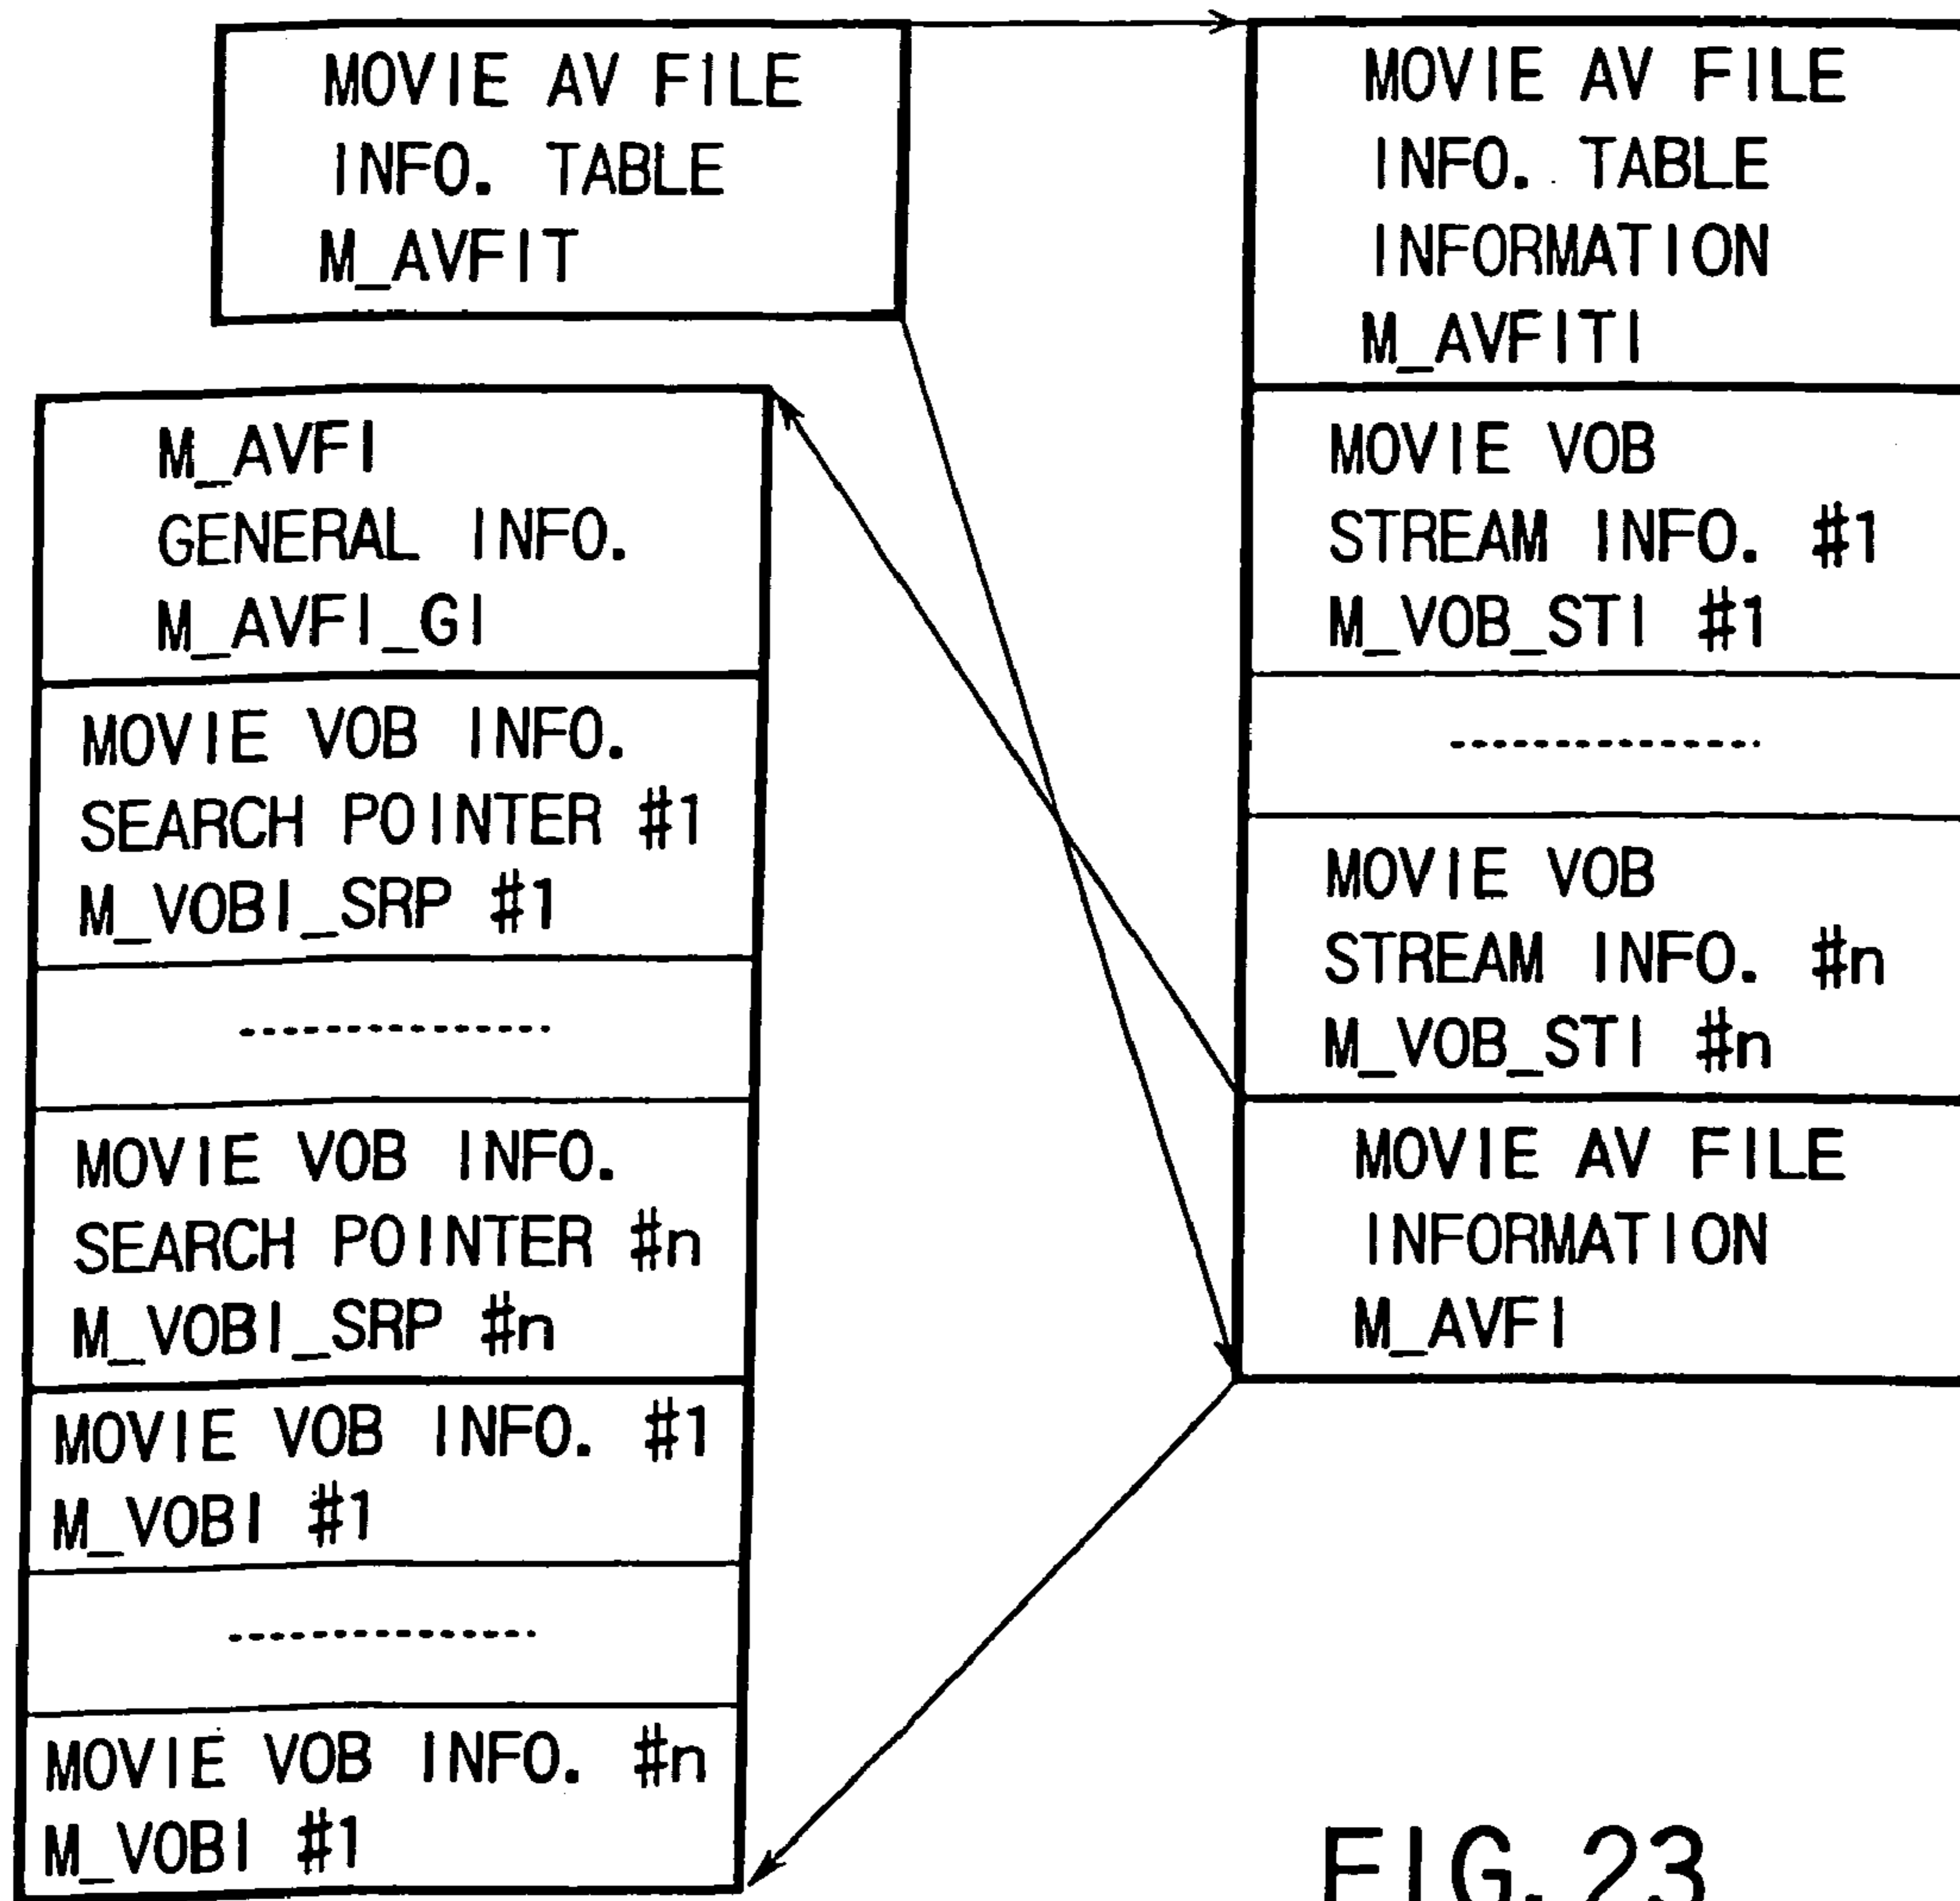 MOVIE AV FILE
INFO. TABLE
M_AVFIT
MOVIE AV FILE
INFO. TABLE
INFORMATION
M_AVFITI
MOVIE VOB
STREAM INFO. #1
M_VOB_STI #1
---------------
MOVIE VOB
STREAM INFO. #n
M_VOB_STI #n
MOVIE AV FILE
INFORMATION
M_AVFI
M_AVFI
GENERAL INFO.
M_AVFI_GI
MOVIE VOB INFO.
SEARCH POINTER #1
M_VOBI_SRP #1
---------------
MOVIE VOB INFO.
SEARCH POINTER #n
M_VOBI_SRP #n
MOVIE VOB INFO. #1
M_VOBI #1
---------------
MOVIE VOB INFO. #n
M_VOBI #1
FIG. 23